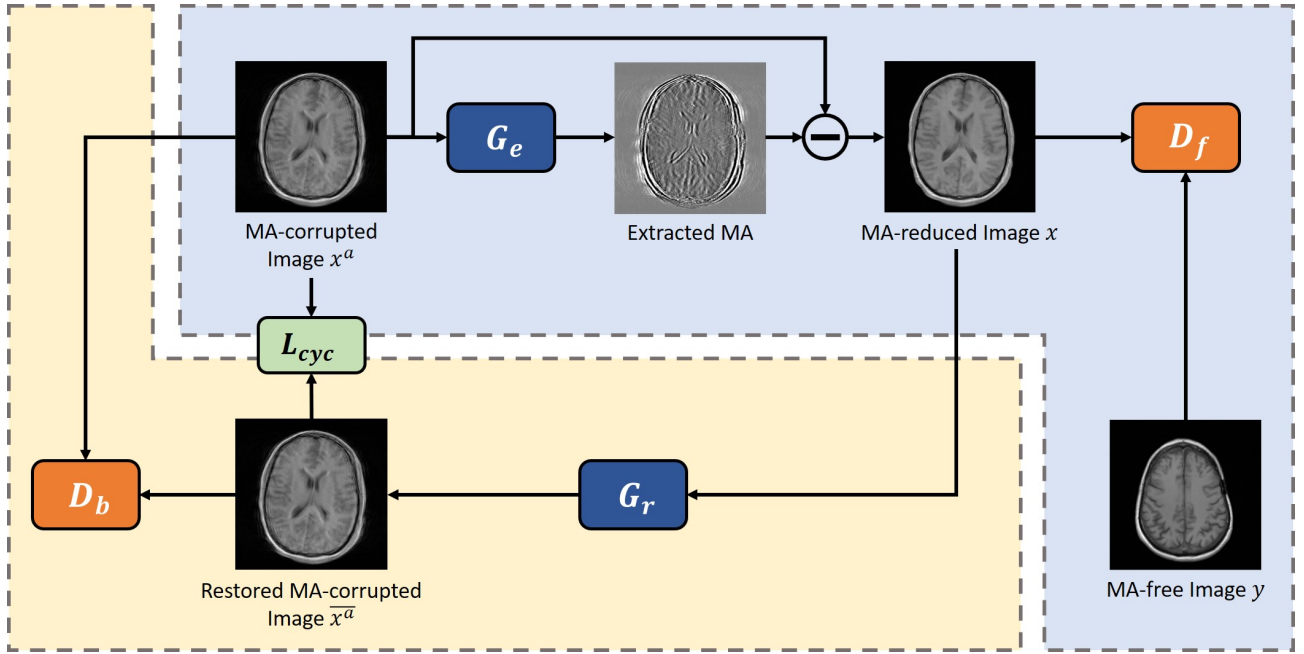 G_e
D_f
MA-corrupted
Image x^a
Extracted MA
MA-reduced Image x
L_cyc
D_b
G_r
Restored MA-corrupted
Image \overline{x^a}
MA-free Image y